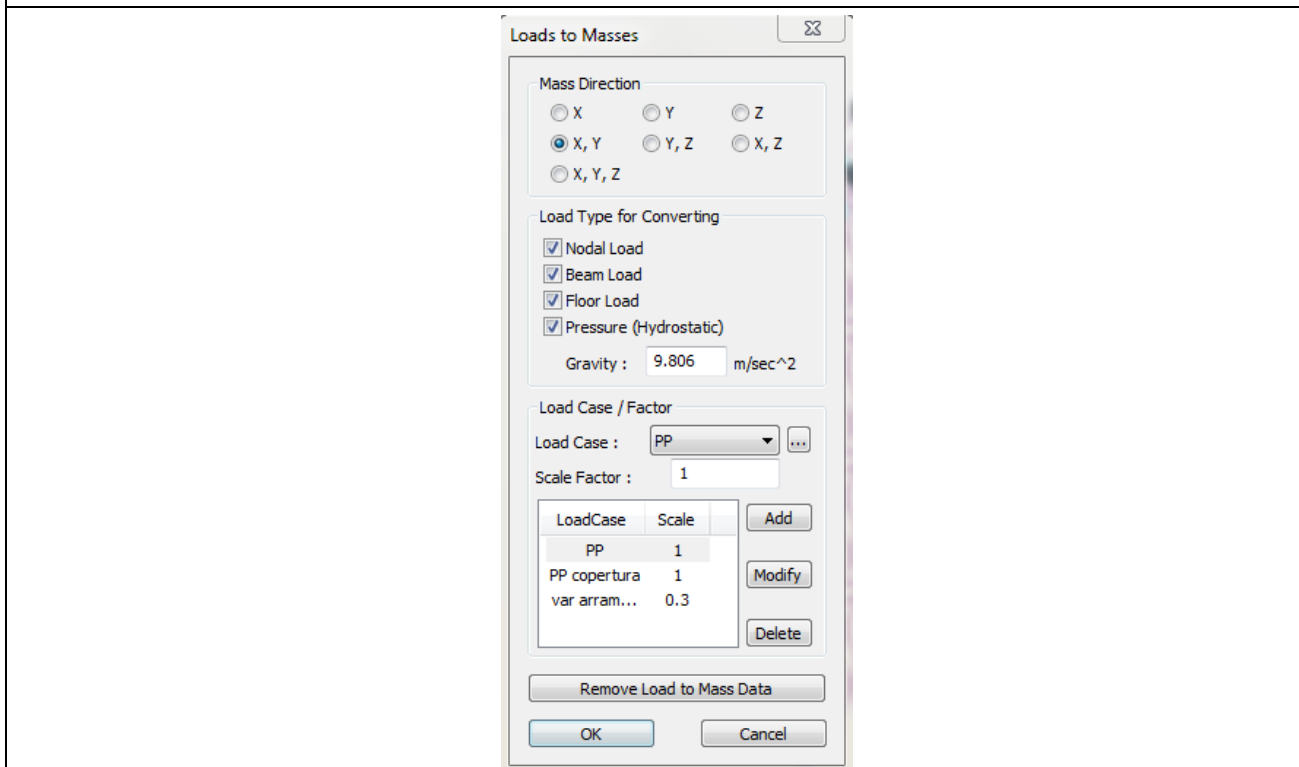 Loads to Masses
Mass Direction
X Y Z
X, Y Y, Z X, Z
X, Y, Z
Load Type for Converting
Nodal Load
Beam Load
Floor Load
Pressure (Hydrostatic)
Gravity : 9.806 m/sec^2
Load Case / Factor
Load Case : PP ...
Scale Factor : 1
LoadCase Scale Add
PP 1
PP copertura 1 Modify
var arram... 0.3
Delete
Remove Load to Mass Data
OK Cancel